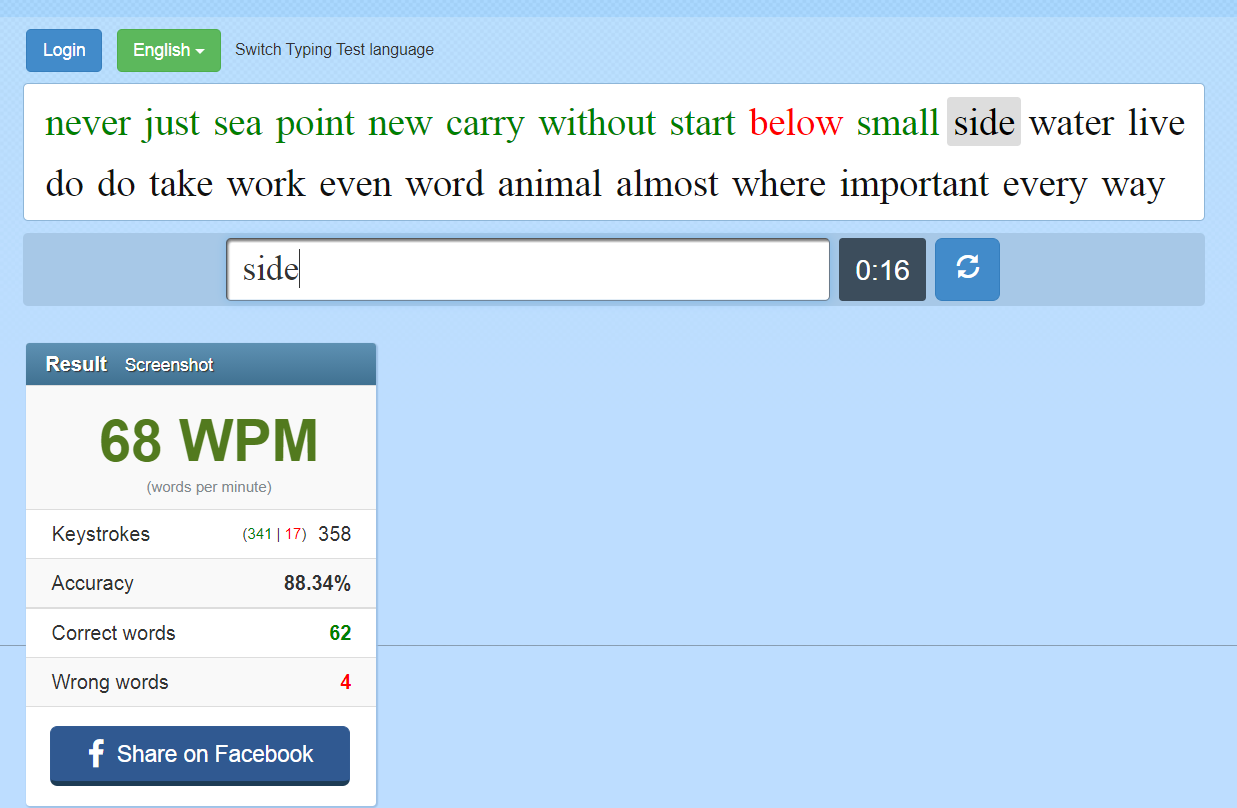 Login English Switch Typing Test language
never just sea point new carry without start below small side water live
do do take work even word animal almost where important every way
side 0:16
Result Screenshot
68 WPM
(words per minute)
Keystrokes (341 | 17) 358
Accuracy 88.34%
Correct words 62
Wrong words 4
f Share on Facebook